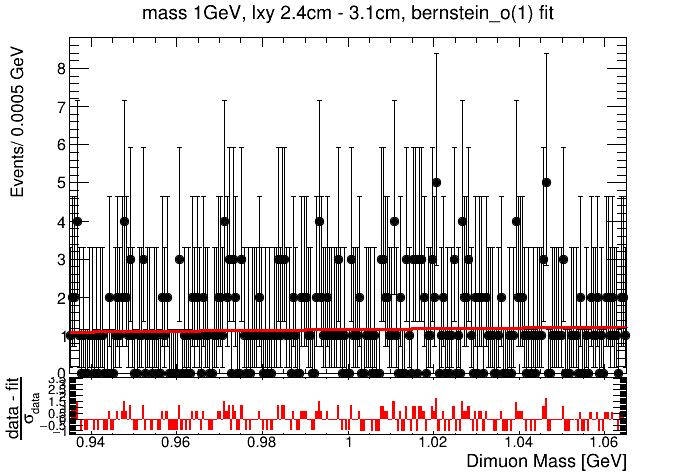 mass 1GeV, lxy 2.4cm - 3.1cm, bernstein_o(1) fit
Events/ 0.0005 GeV
8
7
6
5
4
3
2
1
0
data - fit
σdata
0.94 0.96 0.98 1 1.02 1.04 1.06
Dimuon Mass [GeV]